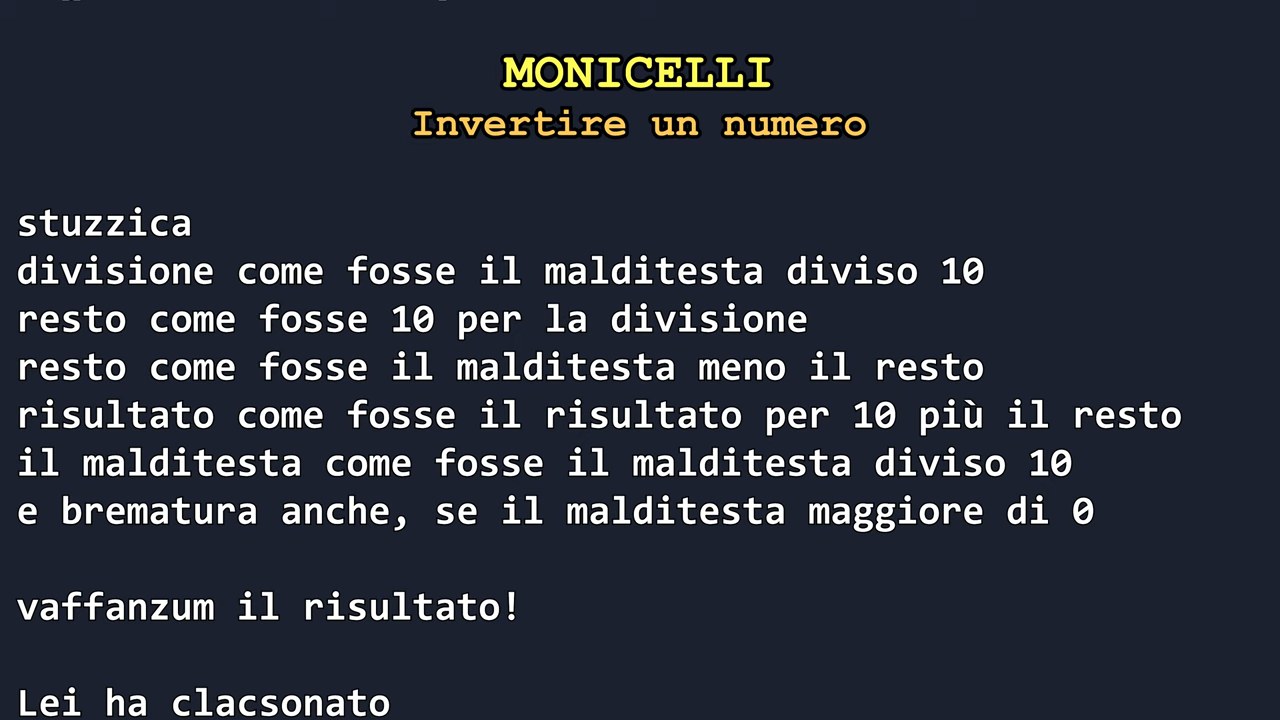 MONICELLI
Invertire un numero
stuzzica
divisione come fosse il malditesta diviso 10
resto come fosse 10 per la divisione
resto come fosse il malditesta meno il resto
risultato come fosse il risultato per 10 più il resto
il malditesta come fosse il malditesta diviso 10
e brematura anche, se il malditesta maggiore di 0
vaffanzum il risultato!
Lei ha clacsonato